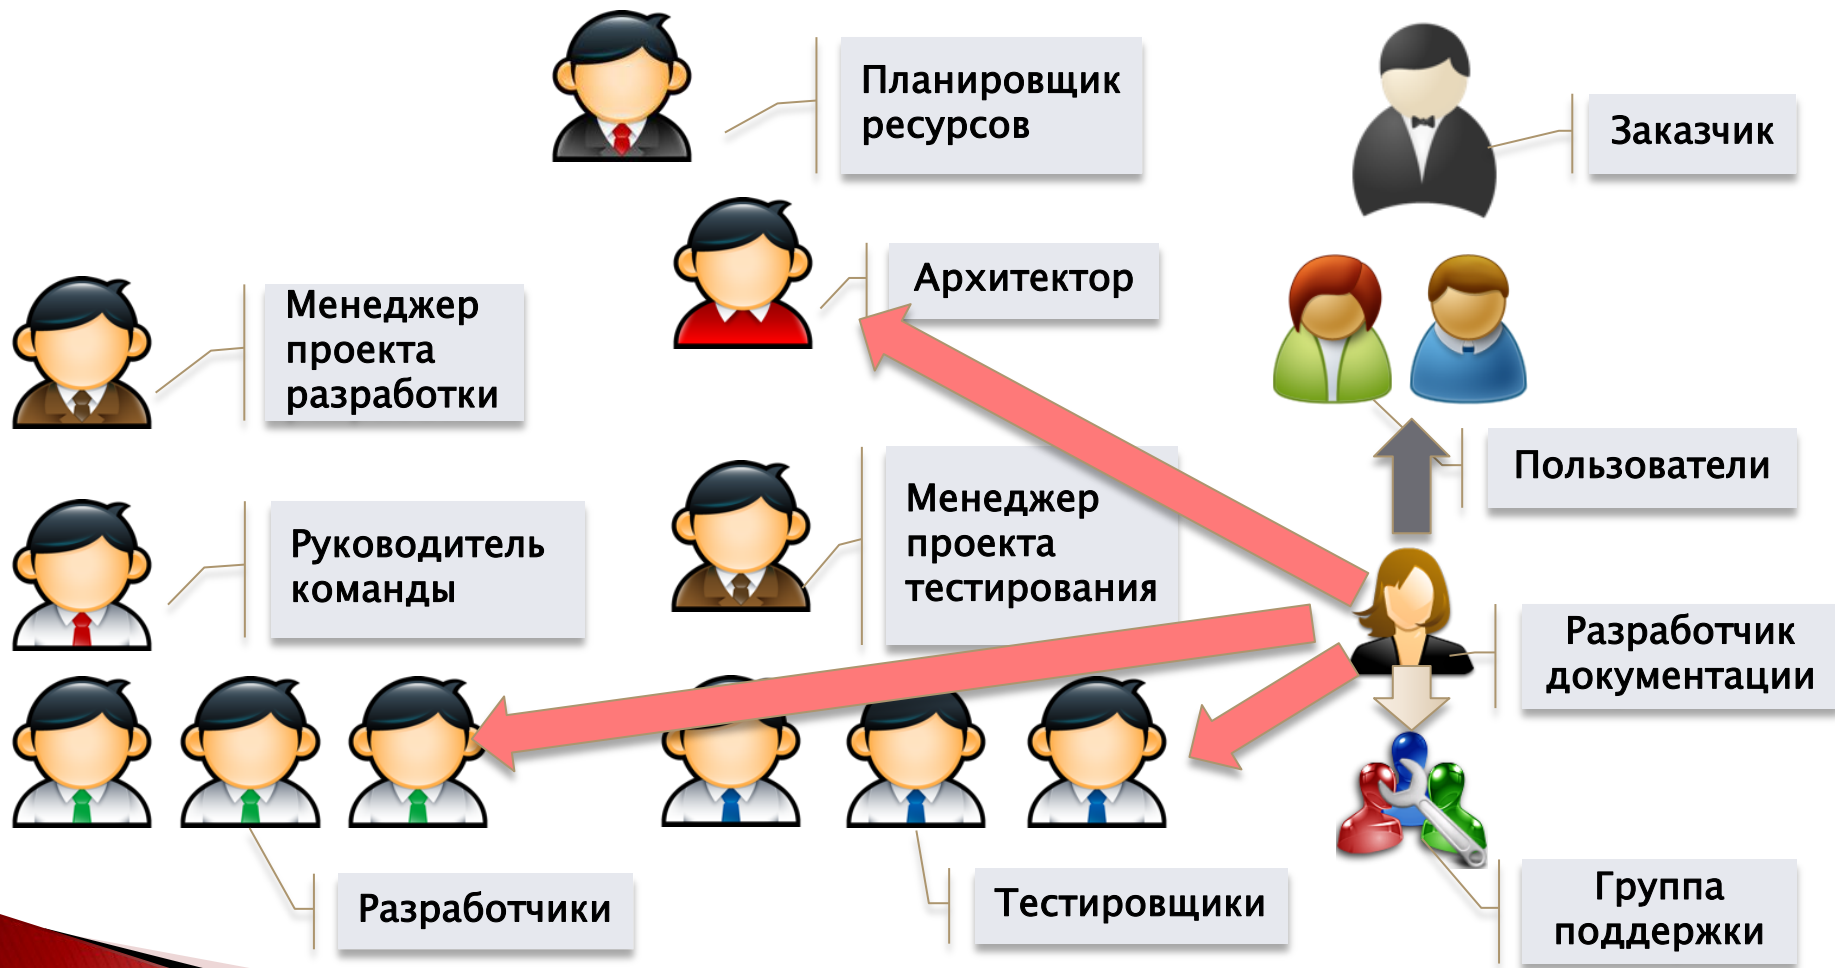 Планировщик
ресурсов
Заказчик
Архитектор
Менеджер
проекта
разработки
Пользователи
Менеджер
проекта
тестирования
Руководитель
команды
Разработчик
документации
Разработчики
Тестировщики
Группа
поддержки